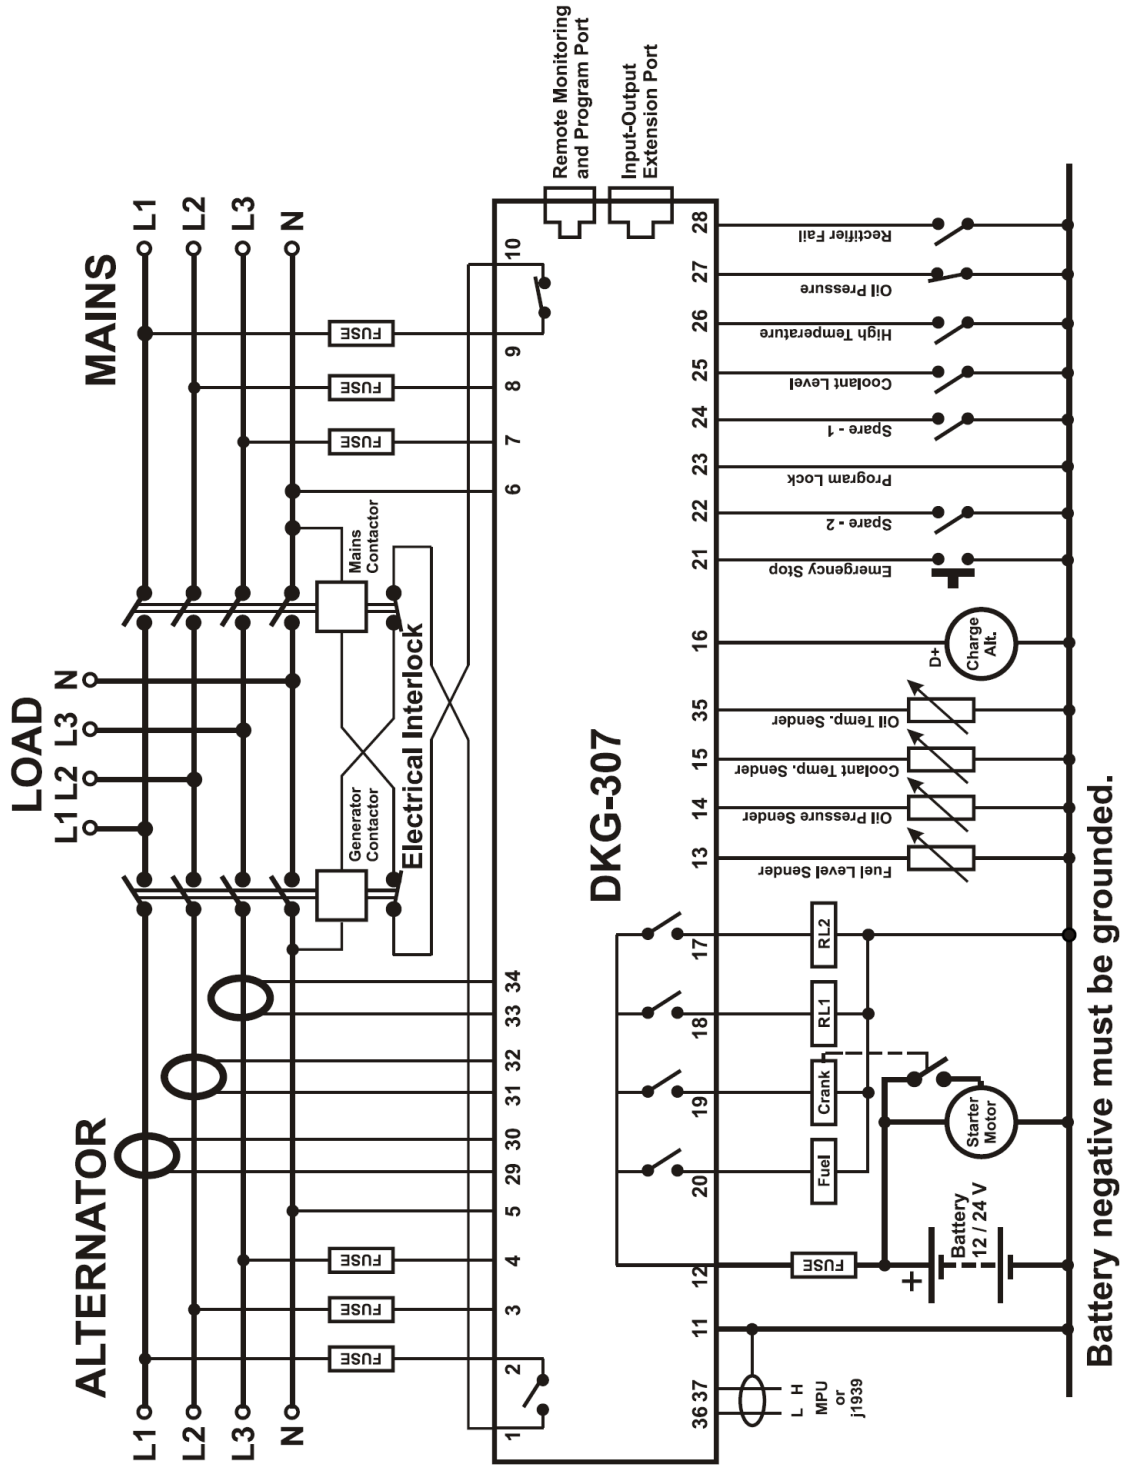 MAINS
L1
L2
L3
N
LOAD
L1
L2
L3
N
ALTERNATOR
L1
L2
L3
N
FUSE
FUSE
FUSE
FUSE
FUSE
FUSE
Mains
Contactor
Generator
Contactor
Electrical Interlock
1
2
3
4
5
29
30
31
32
33
34
6
7
8
9
10
DKG-307
Remote Monitoring
and Program Port
Input-Output
Extension Port
36
37
11
12
20
19
18
17
13
14
15
35
16
21
22
23
24
25
26
27
28
L
H
MPU
or
j1939
FUSE
Fuel
Crank
RL1
RL2
+
Battery
12 / 24 V
Starter
Motor
Fuel Level Sender
Oil Pressure Sender
Coolant Temp. Sender
Oil Temp. Sender
D+
Charge
Alt.
Emergency Stop
Spare - 2
Program Lock
Spare - 1
Coolant Level
High Temperature
Oil Pressure
Rectifier Fail
Battery negative must be grounded.